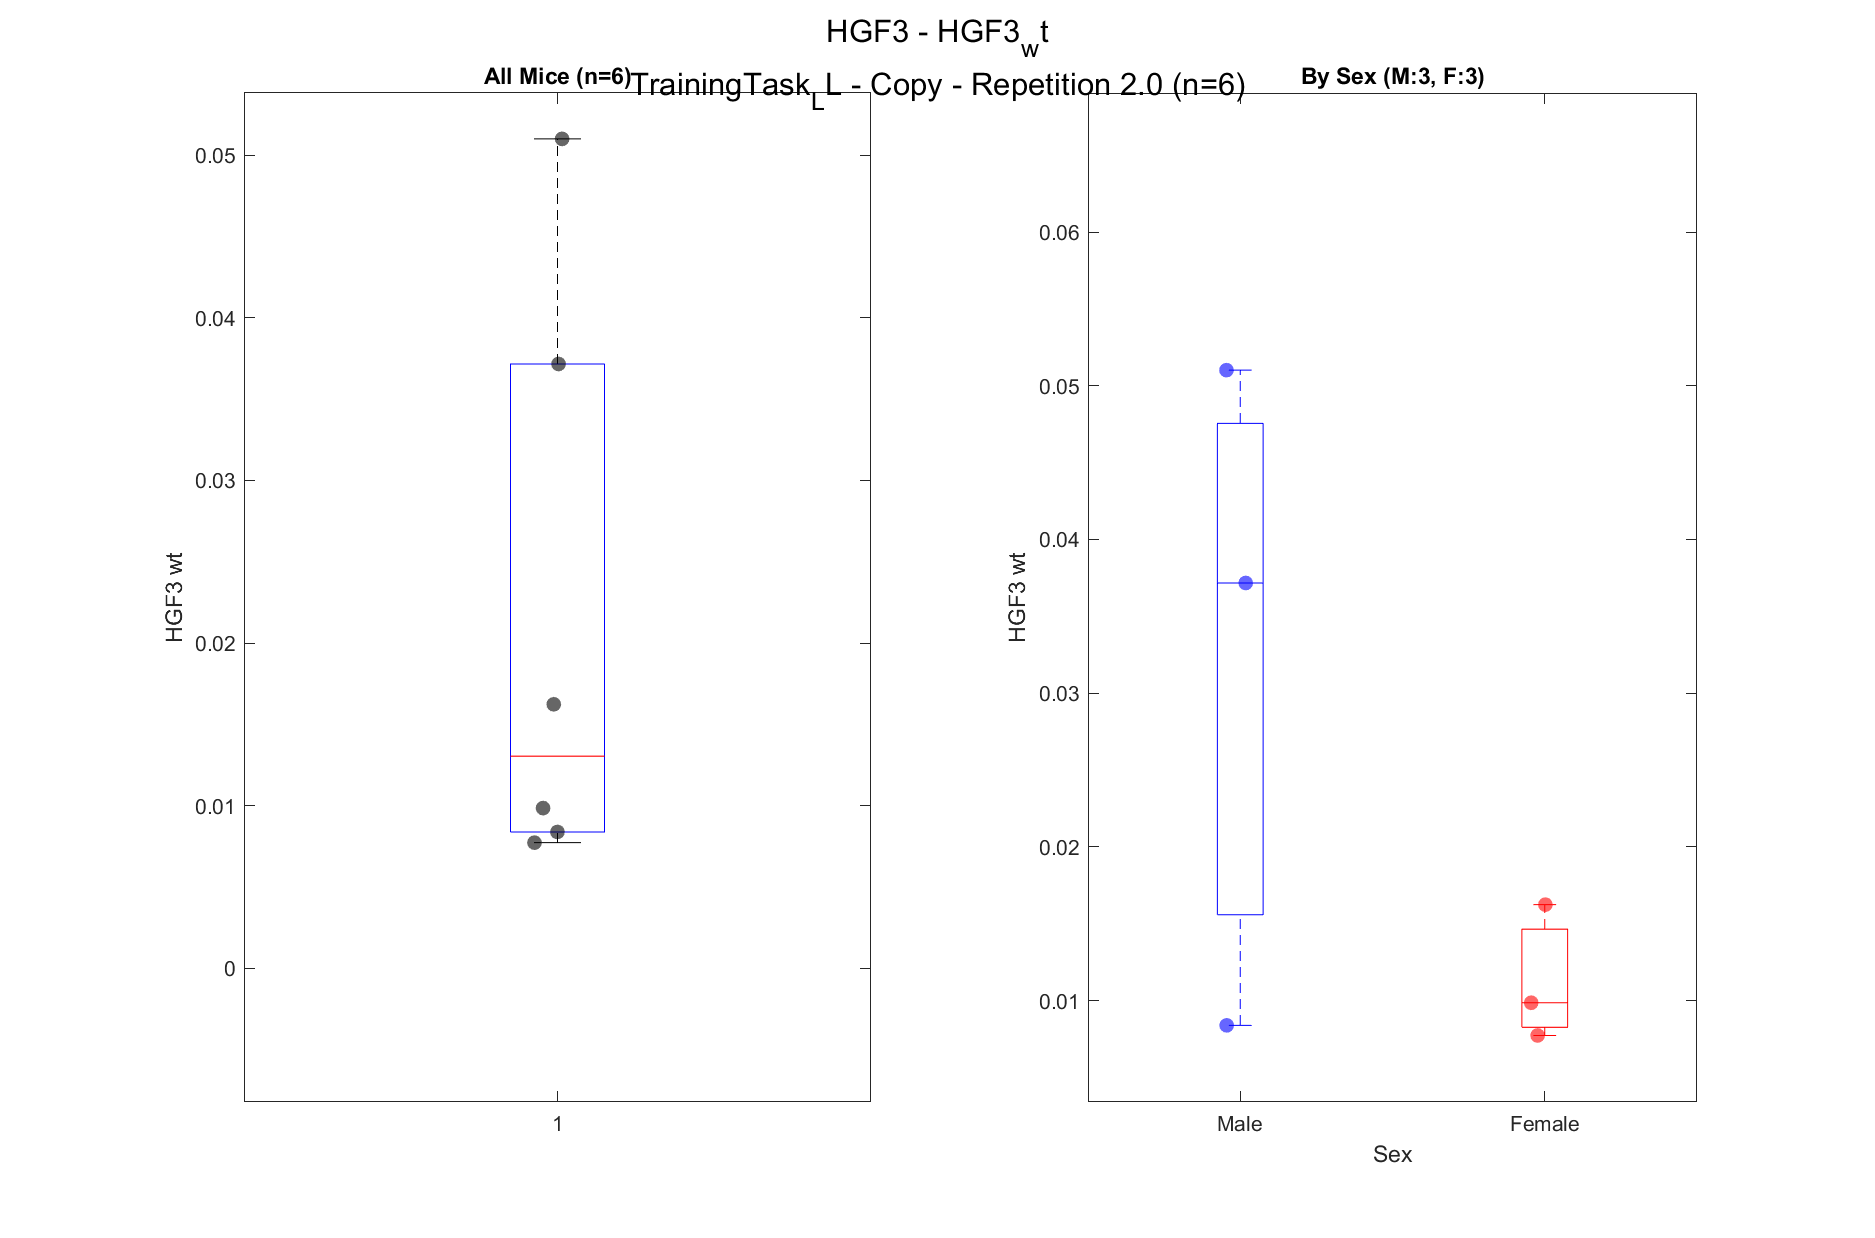 HGF3 - HGF3wt
TrainingTaskLL - Copy - Repetition 2.0 (n=6)
All Mice (n=6)
0.05
0.04
0.03
0.02
0.01
0
HGF3 wt
1
By Sex (M:3, F:3)
0.06
0.05
0.04
0.03
0.02
0.01
HGF3 wt
Male Female
Sex